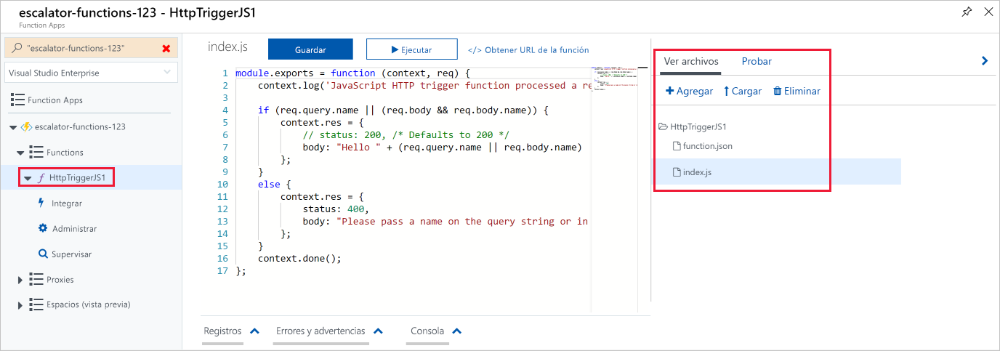 escalator-functions-123 - HttpTriggerJS1
Function Apps
"escalator-functions-123"
Visual Studio Enterprise
Function Apps
escalator-functions-123
Functions
HttpTriggerJS1
Integrar
Administrar
Supervisar
Proxies
Espacios (vista previa)
index.js
Guardar
Ejecutar
</> Obtener URL de la función
1 module.exports = function (context, req) {
2 context.log('JavaScript HTTP trigger function processed a re
3
4 if (req.query.name || (req.body && req.body.name)) {
5 context.res = {
6 // status: 200, /* Defaults to 200 */
7 body: "Hello " + (req.query.name || req.body.name)
8 };
9 }
10 else {
11 context.res = {
12 status: 400,
13 body: "Please pass a name on the query string or in
14 };
15 }
16 context.done();
17 };
Registros
Errores y advertencias
Consola
Ver archivos
Probar
Agregar
Cargar
Eliminar
HttpTriggerJS1
function.json
index.js